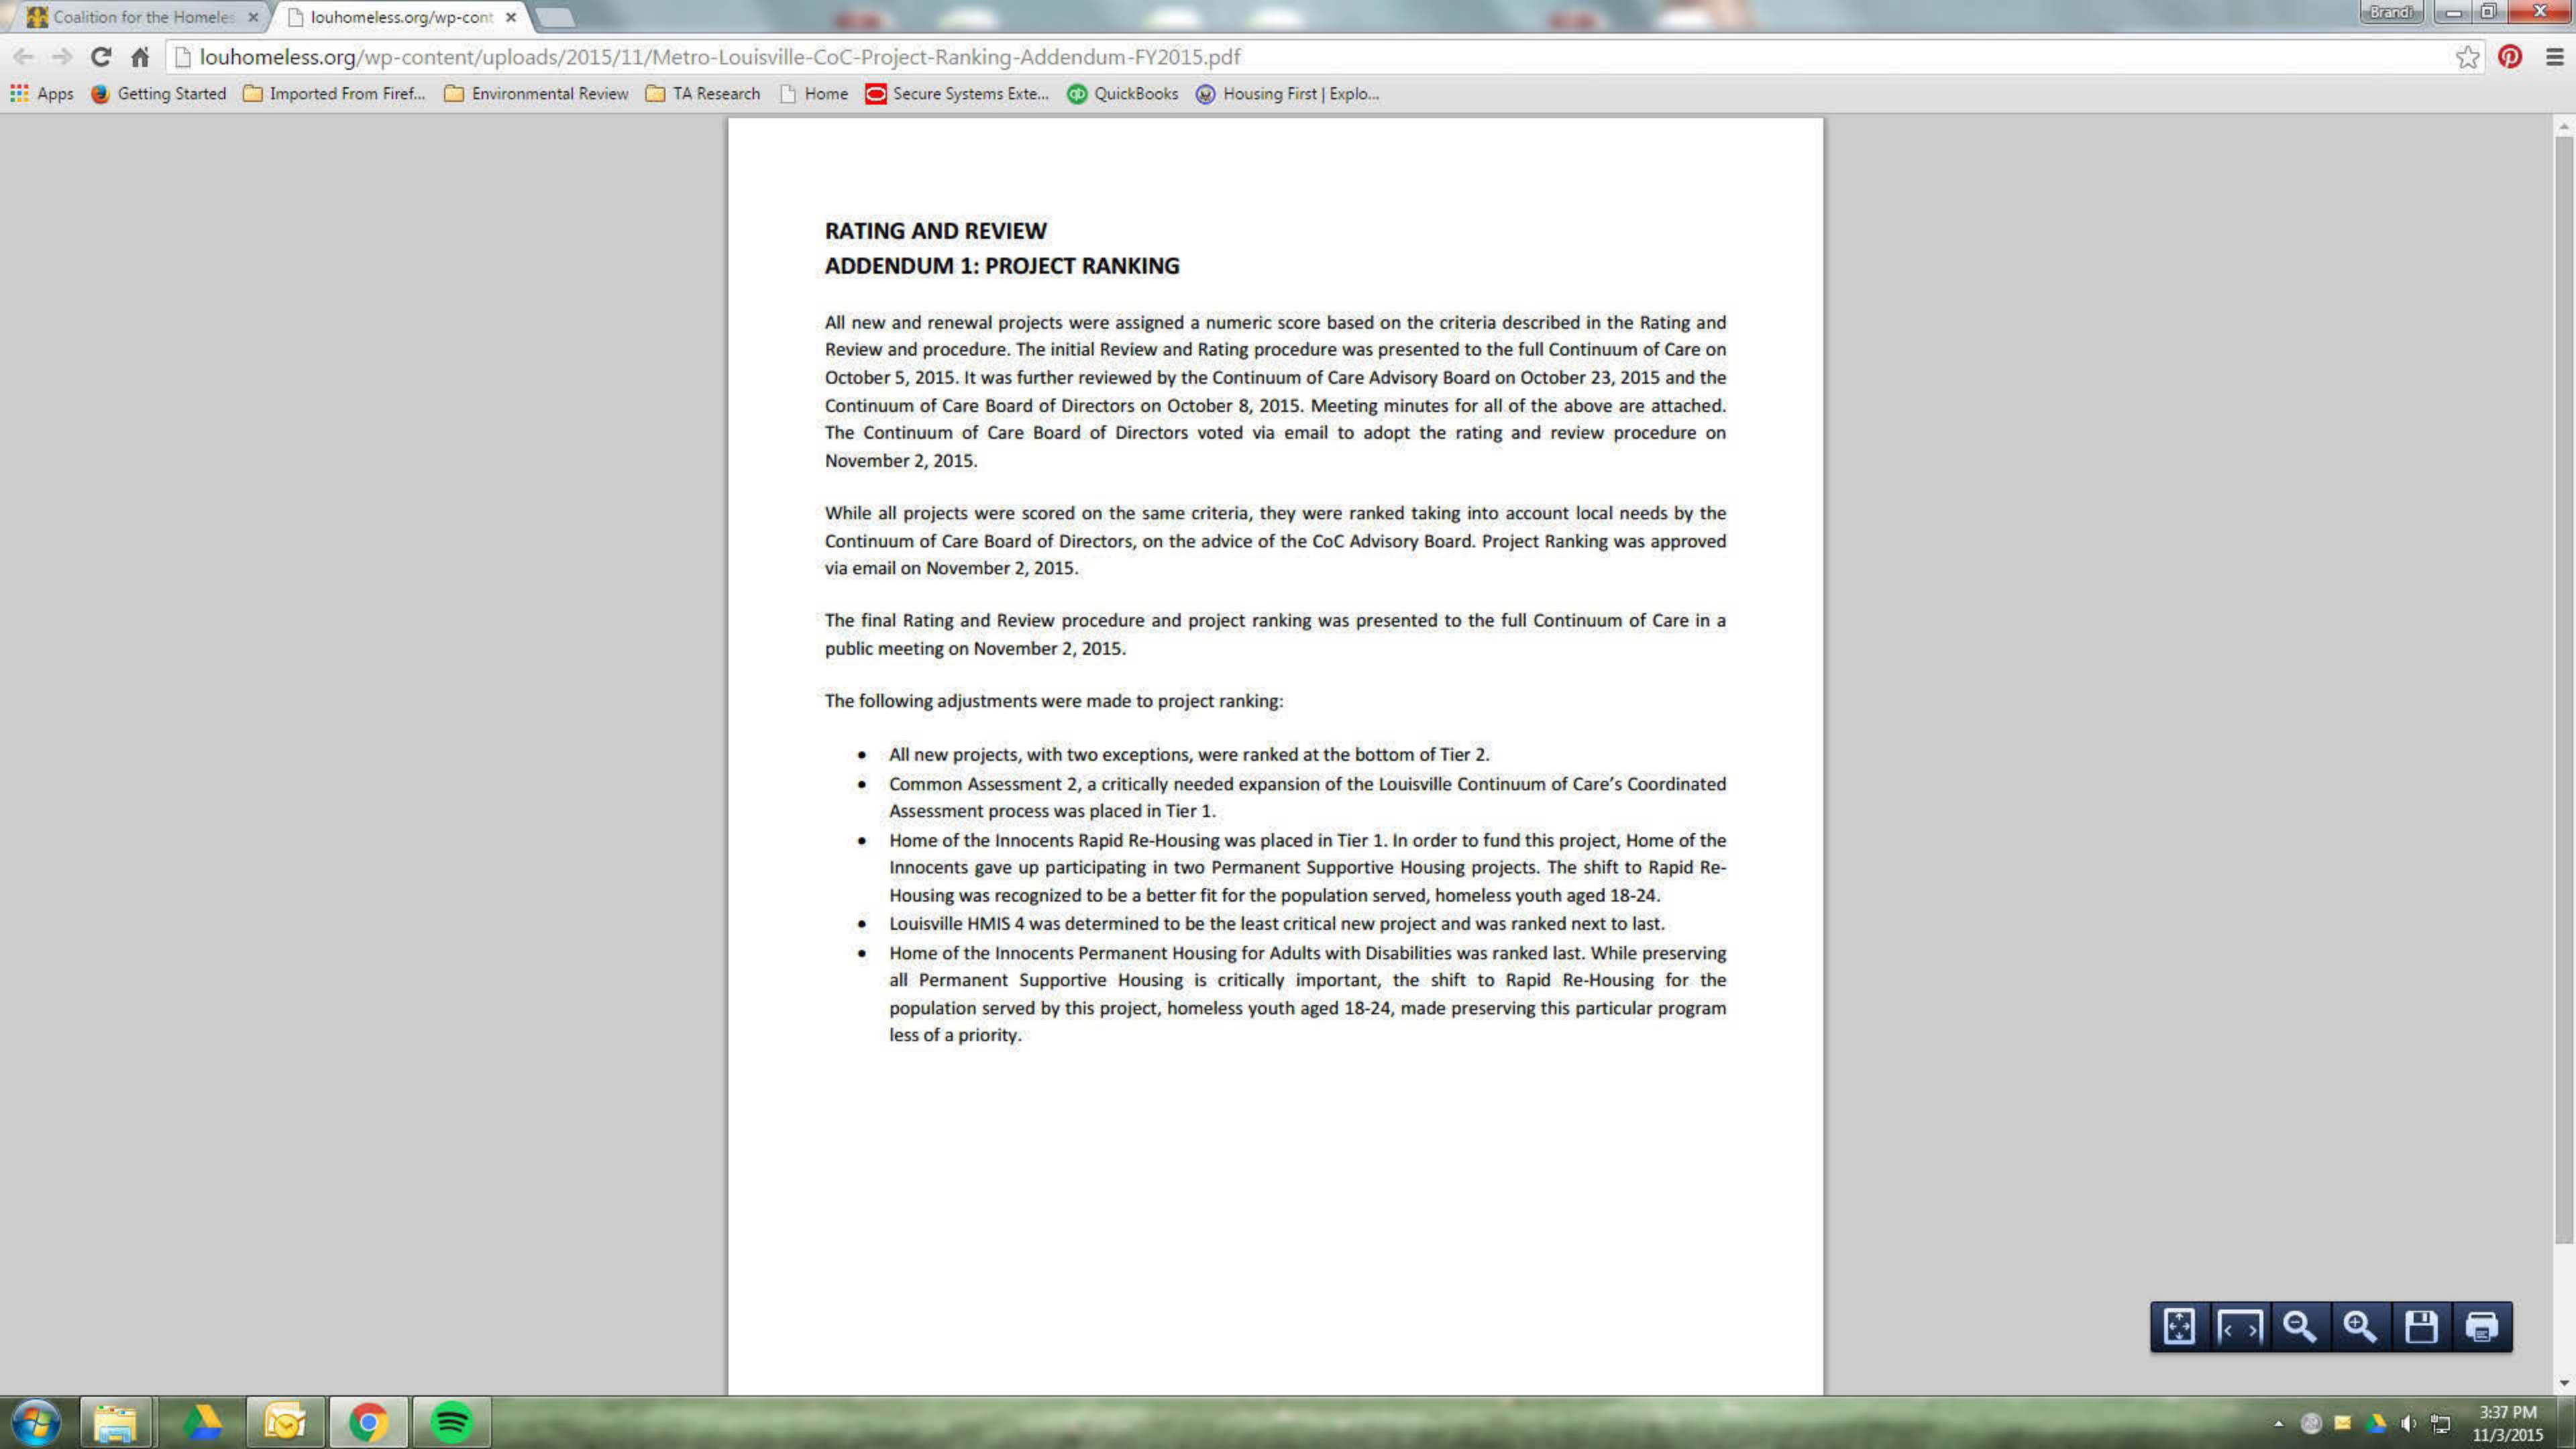 Coalition for the Homeles
louhomeless.org/wp-cont
Brandi
louhomeless.org/wp-content/uploads/2015/11/Metro-Louisville-CoC-Project-Ranking-Addendum-FY2015.pdf
Apps Getting Started Imported From Firef... Environmental Review TA Research Home Secure Systems Exte... QuickBooks Housing First | Explo...
RATING AND REVIEW
ADDENDUM 1: PROJECT RANKING
All new and renewal projects were assigned a numeric score based on the criteria described in the Rating and
Review and procedure. The initial Review and Rating procedure was presented to the full Continuum of Care on
October 5, 2015. It was further reviewed by the Continuum of Care Advisory Board on October 23, 2015 and the
Continuum of Care Board of Directors on October 8, 2015. Meeting minutes for all of the above are attached.
The Continuum of Care Board of Directors voted via email to adopt the rating and review procedure on
November 2, 2015.
While all projects were scored on the same criteria, they were ranked taking into account local needs by the
Continuum of Care Board of Directors, on the advice of the CoC Advisory Board. Project Ranking was approved
via email on November 2, 2015.
The final Rating and Review procedure and project ranking was presented to the full Continuum of Care in a
public meeting on November 2, 2015.
The following adjustments were made to project ranking:
• All new projects, with two exceptions, were ranked at the bottom of Tier 2.
• Common Assessment 2, a critically needed expansion of the Louisville Continuum of Care's Coordinated
Assessment process was placed in Tier 1.
• Home of the Innocents Rapid Re-Housing was placed in Tier 1. In order to fund this project, Home of the
Innocents gave up participating in two Permanent Supportive Housing projects. The shift to Rapid Re-
Housing was recognized to be a better fit for the population served, homeless youth aged 18-24.
• Louisville HMIS 4 was determined to be the least critical new project and was ranked next to last.
• Home of the Innocents Permanent Housing for Adults with Disabilities was ranked last. While preserving
all Permanent Supportive Housing is critically important, the shift to Rapid Re-Housing for the
population served by this project, homeless youth aged 18-24, made preserving this particular program
less of a priority.
3:37 PM
11/3/2015